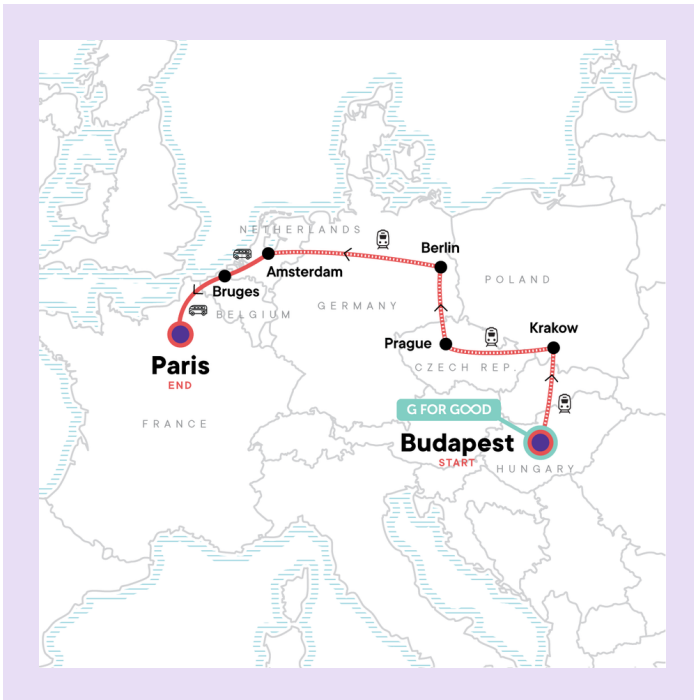 NETHERLANDS
Berlin
Amsterdam
POLAND
Bruges
GERMANY
BELGIUM
Krakow
Prague
Paris
END
CZECH REP.
G FOR GOOD
FRANCE
Budapest
START
HUNGARY